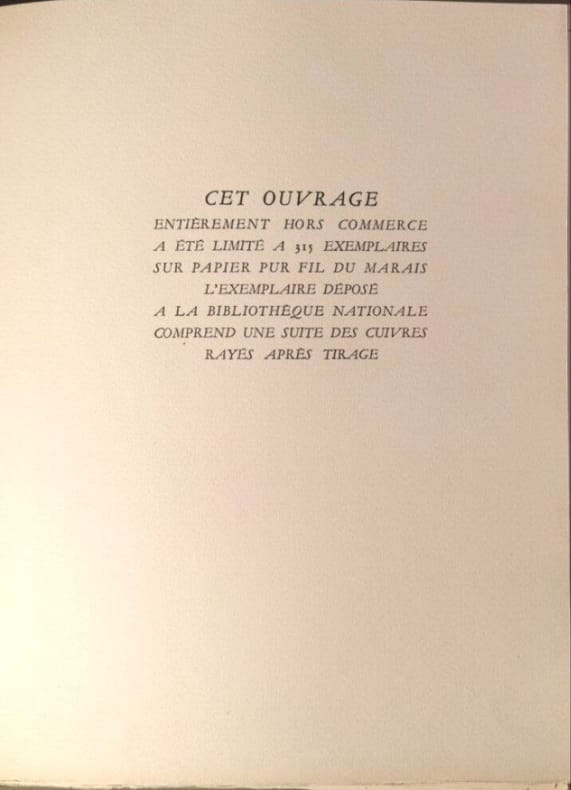 CET OUVRAGE
ENTIÈREMENT HORS COMMERCE
A ÉTÉ LIMITÉ A 315 EXEMPLAIRES
SUR PAPIER PUR FIL DU MARAIS
L'EXEMPLAIRE DÉPOSÉ
A LA BIBLIOTHÈQUE NATIONALE
COMPREND UNE SUITE DES CUIVRES
RAYÉS APRÈS TIRAGE